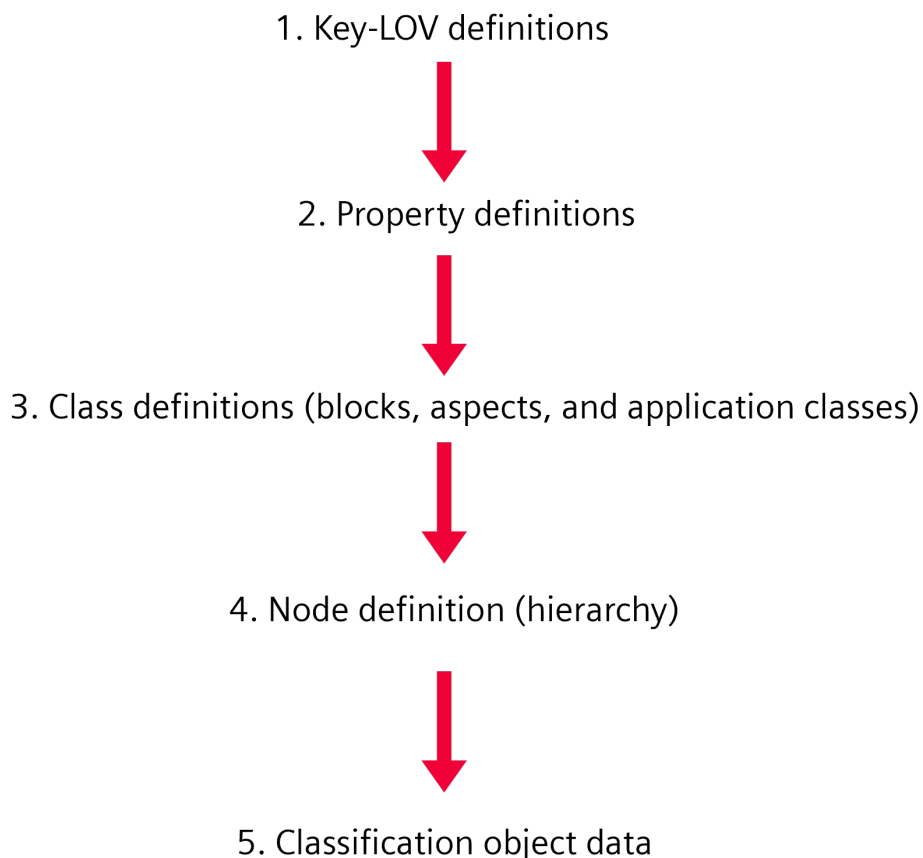 1. Key-LOV definitions
2. Property definitions
3. Class definitions (blocks, aspects, and application classes)
4. Node definition (hierarchy)
5. Classification object data